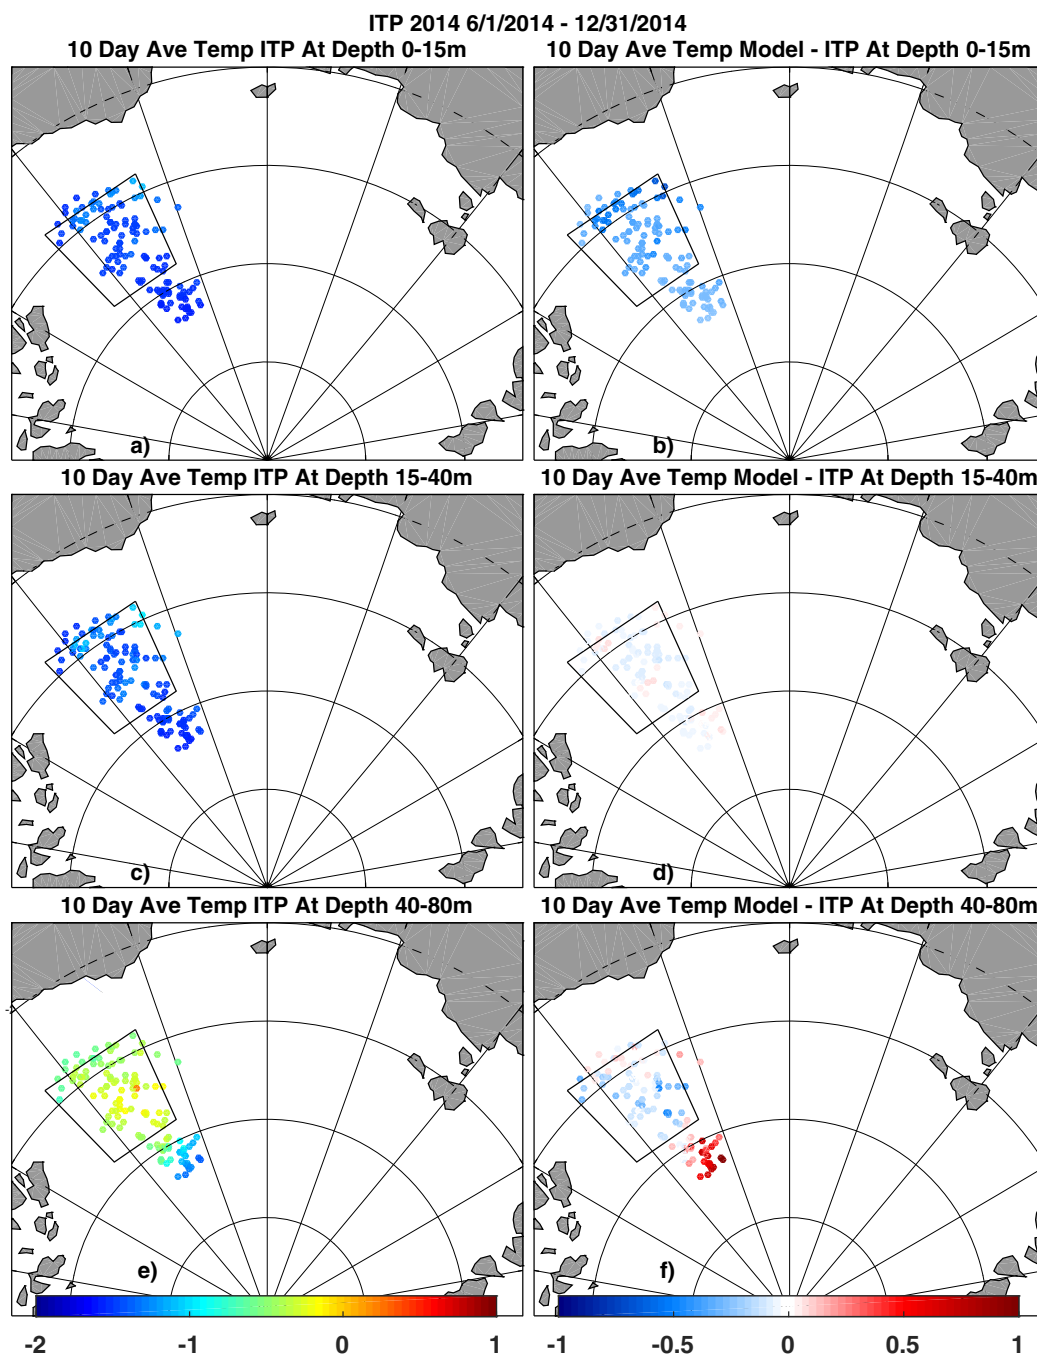 ITP 2014 6/1/2014 - 12/31/2014
10 Day Ave Temp ITP At Depth 0-15m
10 Day Ave Temp Model - ITP At Depth 0-15m
a)
b)
10 Day Ave Temp ITP At Depth 15-40m
10 Day Ave Temp Model - ITP At Depth 15-40m
c)
d)
10 Day Ave Temp ITP At Depth 40-80m
10 Day Ave Temp Model - ITP At Depth 40-80m
e)
f)
-2 -1 0 1
-1 -0.5 0 0.5 1